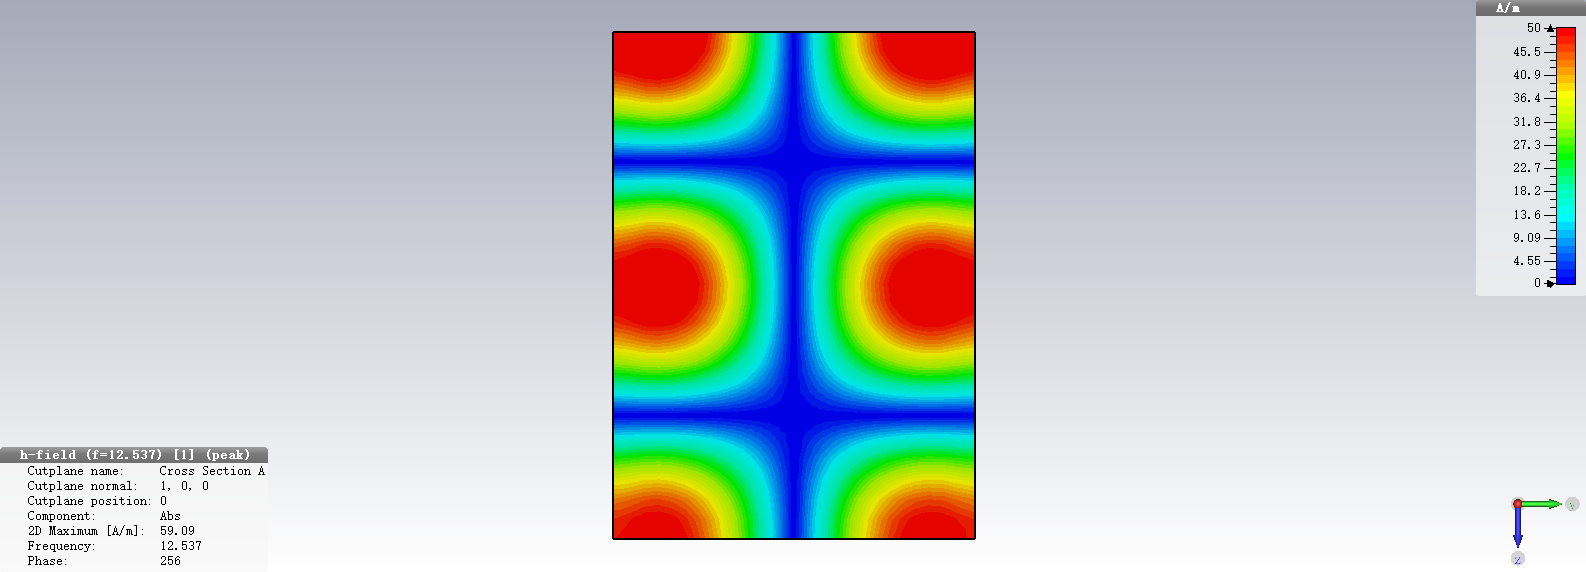 A/m
50
45.5
40.9
36.4
31.8
27.3
22.7
18.2
13.6
9.09
4.55
0
h-field (f=12.537) [1] (peak)
Cutplane name: Cross Section A
Cutplane normal: 1, 0, 0
Cutplane position: 0
Component: Abs
2D Maximum [A/m]: 59.09
Frequency: 12.537
Phase: 256
y
z